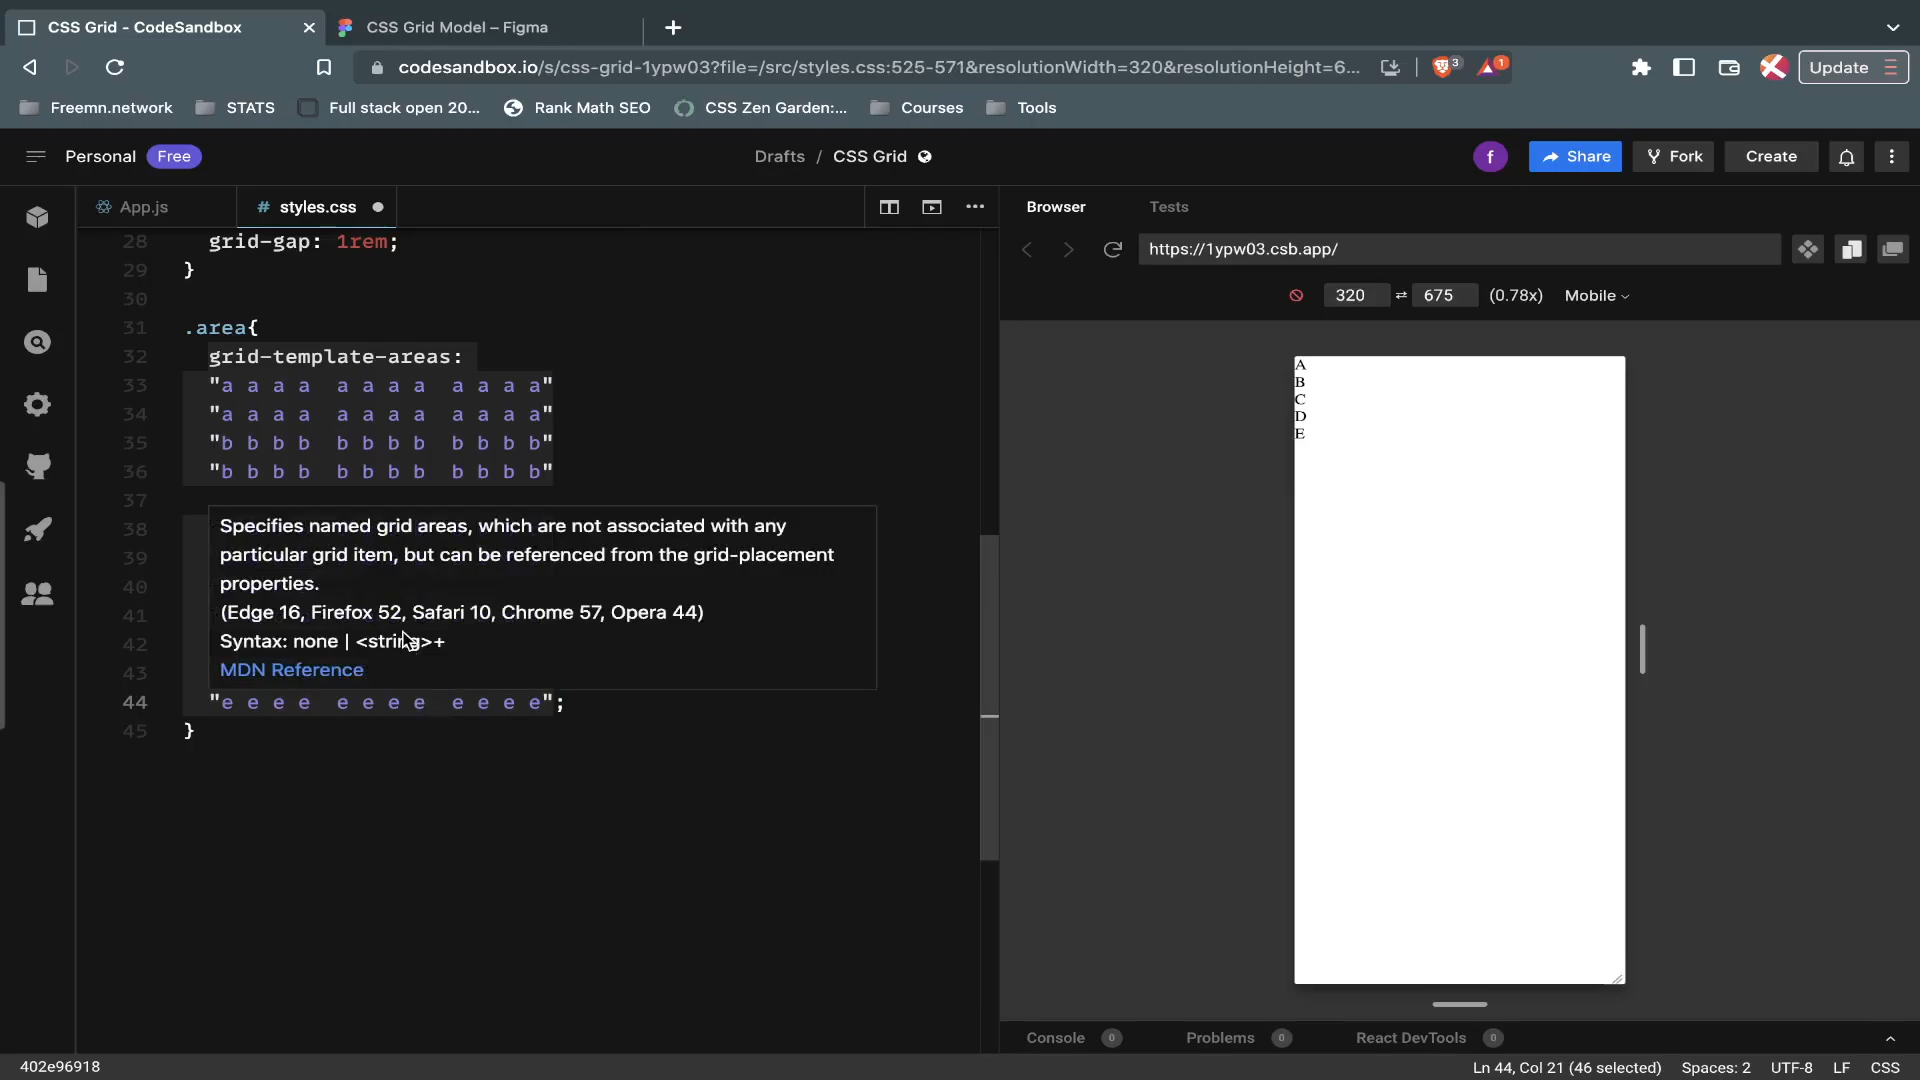 CSS Grid - CodeSandbox
CSS Grid Model – Figma
codesandbox.io/s/css-grid-1ypw03?file=/src/styles.css:525-571&resolutionWidth=320&resolutionHeight=6...
3
1
Update
Freemn.network
STATS
Full stack open 20...
Rank Math SEO
CSS Zen Garden:...
Courses
Tools
Personal
Free
Drafts / CSS Grid
f
Share
Fork
Create
App.js
# styles.css
Browser
Tests
https://1ypw03.csb.app/
320
675
(0.78x)
Mobile
28 grid-gap: 1rem;
29 }
30
31 .area{
32 grid-template-areas:
33 "a a a a  a a a a  a a a a"
34 "a a a a  a a a a  a a a a"
35 "b b b b  b b b b  b b b b"
36 "b b b b  b b b b  b b b b"
37
38
39
40
41
42
43
Specifies named grid areas, which are not associated with any
particular grid item, but can be referenced from the grid-placement
properties.
(Edge 16, Firefox 52, Safari 10, Chrome 57, Opera 44)
Syntax: none | <string>+
MDN Reference
44 "e e e e  e e e e  e e e e";
45 }
A
B
C
D
E
Console 0
Problems 0
React DevTools 0
402e96918
Ln 44, Col 21 (46 selected)
Spaces: 2
UTF-8
LF
CSS